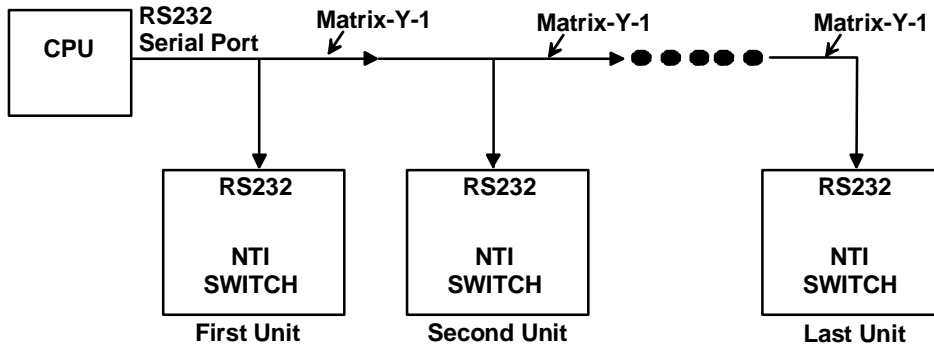 RS232
Serial Port
CPU
Matrix-Y-1
Matrix-Y-1
Matrix-Y-1
RS232
NTI
SWITCH
First Unit
RS232
NTI
SWITCH
Second Unit
RS232
NTI
SWITCH
Last Unit